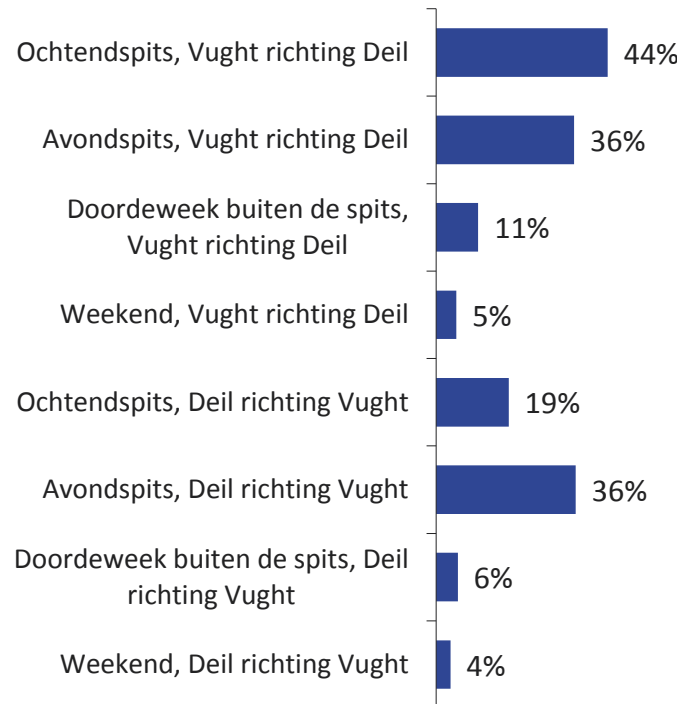 Ochtendspits, Vught richting Deil 44%
Avondspits, Vught richting Deil 36%
Doordeweek buiten de spits,
Vught richting Deil 11%
Weekend, Vught richting Deil 5%
Ochtendspits, Deil richting Vught 19%
Avondspits, Deil richting Vught 36%
Doordeweek buiten de spits, Deil
richting Vught 6%
Weekend, Deil richting Vught 4%